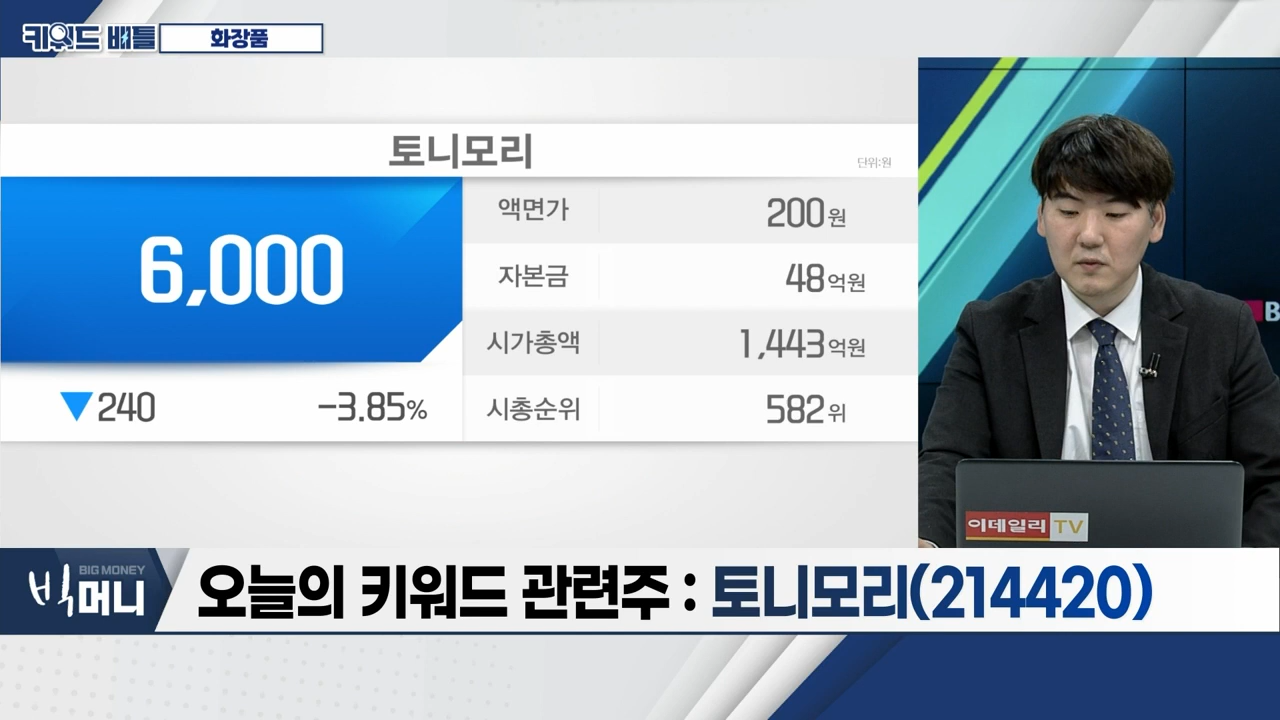 키워드 배틀 화장품
토니모리
단위:원
6,000
▼240 -3.85%
액면가 200원
자본금 48억원
시가총액 1,443억원
시총순위 582위
B
이데일리TV
BIG MONEY
빅머니
오늘의 키워드 관련주 : 토니모리(214420)